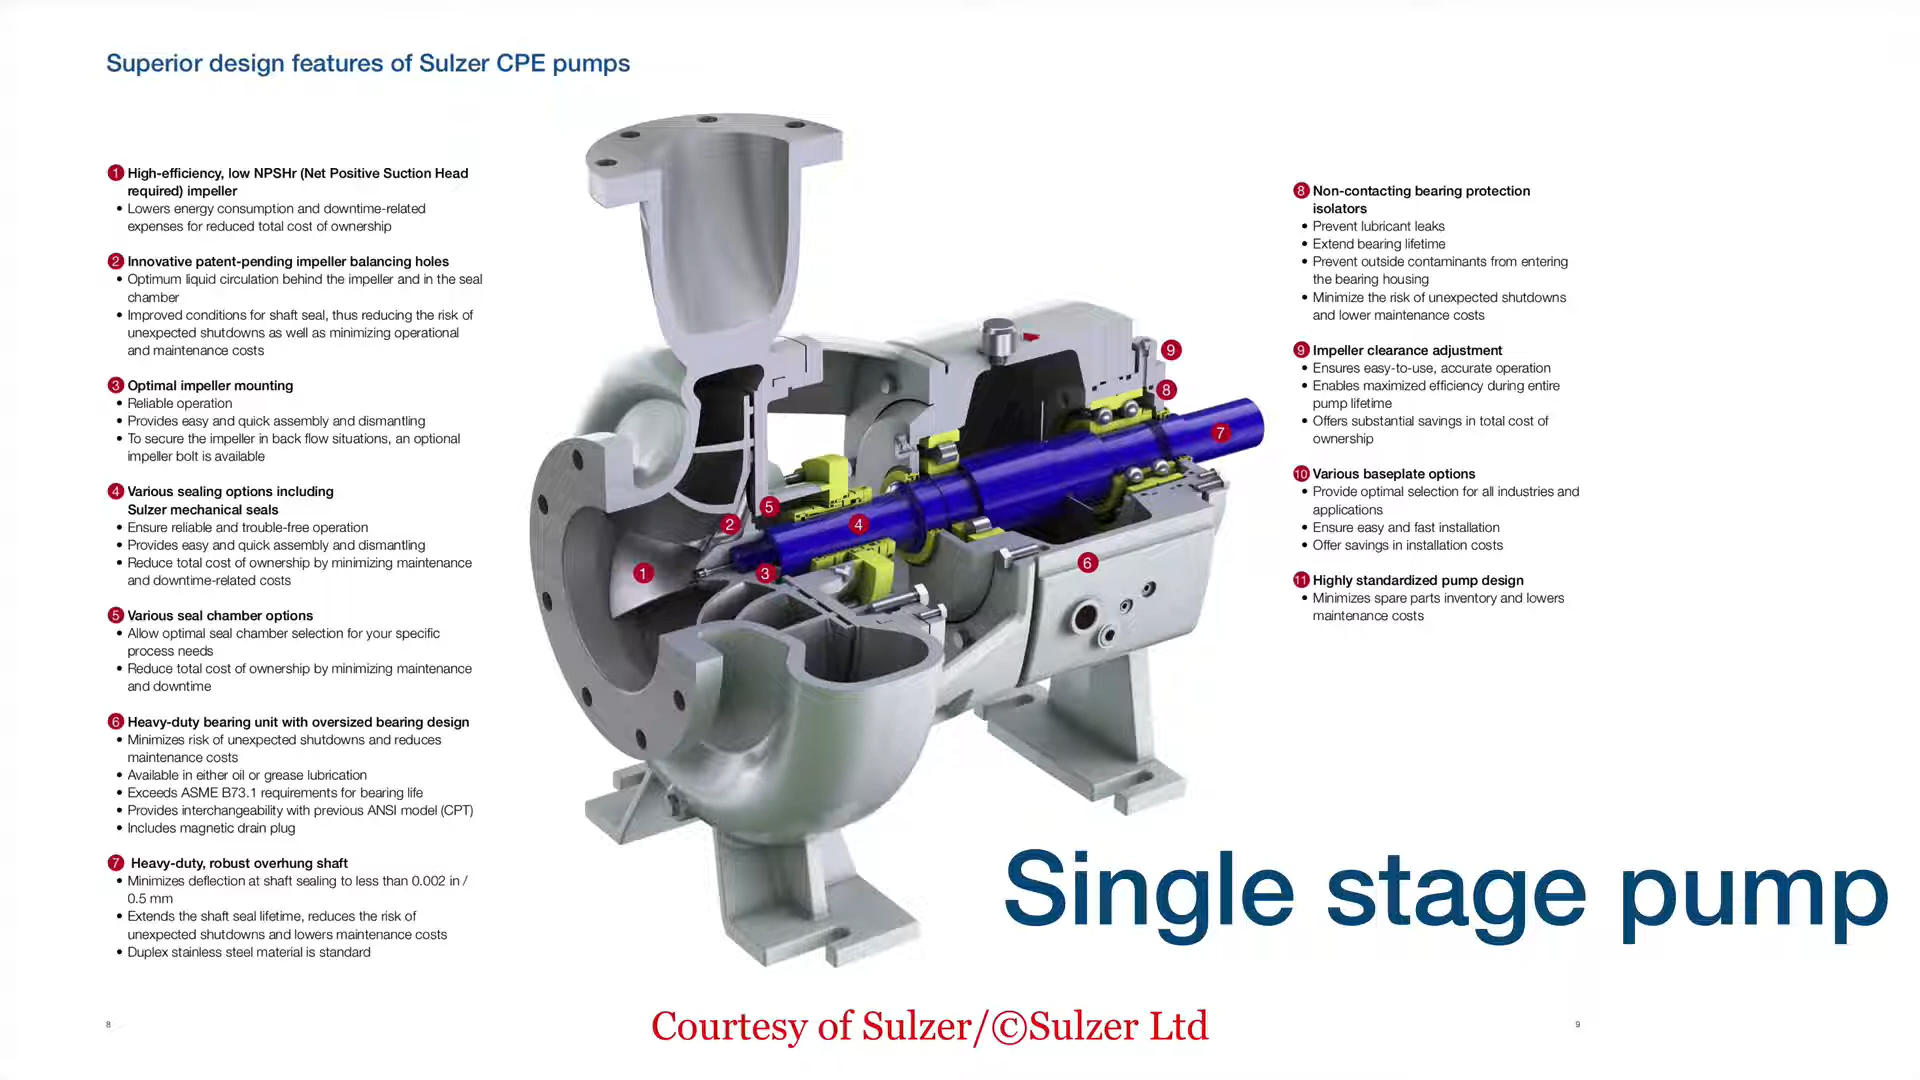 Superior design features of Sulzer CPE pumps
1 High-efficiency, low NPSHr (Net Positive Suction Head
required) impeller
• Lowers energy consumption and downtime-related
expenses for reduced total cost of ownership
2 Innovative patent-pending impeller balancing holes
• Optimum liquid circulation behind the impeller and in the seal
chamber
• Improved conditions for shaft seal, thus reducing the risk of
unexpected shutdowns as well as minimizing operational
and maintenance costs
3 Optimal impeller mounting
• Reliable operation
• Provides easy and quick assembly and dismantling
• To secure the impeller in back flow situations, an optional
impeller bolt is available
4 Various sealing options including
Sulzer mechanical seals
• Ensure reliable and trouble-free operation
• Provides easy and quick assembly and dismantling
• Reduce total cost of ownership by minimizing maintenance
and downtime-related costs
5 Various seal chamber options
• Allow optimal seal chamber selection for your specific
process needs
• Reduce total cost of ownership by minimizing maintenance
and downtime
6 Heavy-duty bearing unit with oversized bearing design
• Minimizes risk of unexpected shutdowns and reduces
maintenance costs
• Available in either oil or grease lubrication
• Exceeds ASME B73.1 requirements for bearing life
• Provides interchangeability with previous ANSI model (CPT)
• Includes magnetic drain plug
7 Heavy-duty, robust overhung shaft
• Minimizes deflection at shaft sealing to less than 0.002 in /
0.5 mm
• Extends the shaft seal lifetime, reduces the risk of
unexpected shutdowns and lowers maintenance costs
• Duplex stainless steel material is standard
9
8
7
5
4
2
1
3
6
8 Non-contacting bearing protection
isolators
• Prevent lubricant leaks
• Extend bearing lifetime
• Prevent outside contaminants from entering
the bearing housing
• Minimize the risk of unexpected shutdowns
and lower maintenance costs
9 Impeller clearance adjustment
• Ensures easy-to-use, accurate operation
• Enables maximized efficiency during entire
pump lifetime
• Offers substantial savings in total cost of
ownership
10 Various baseplate options
• Provide optimal selection for all industries and
applications
• Ensure easy and fast installation
• Offer savings in installation costs
11 Highly standardized pump design
• Minimizes spare parts inventory and lowers
maintenance costs
Single stage pump
8
Courtesy of Sulzer/©Sulzer Ltd
9